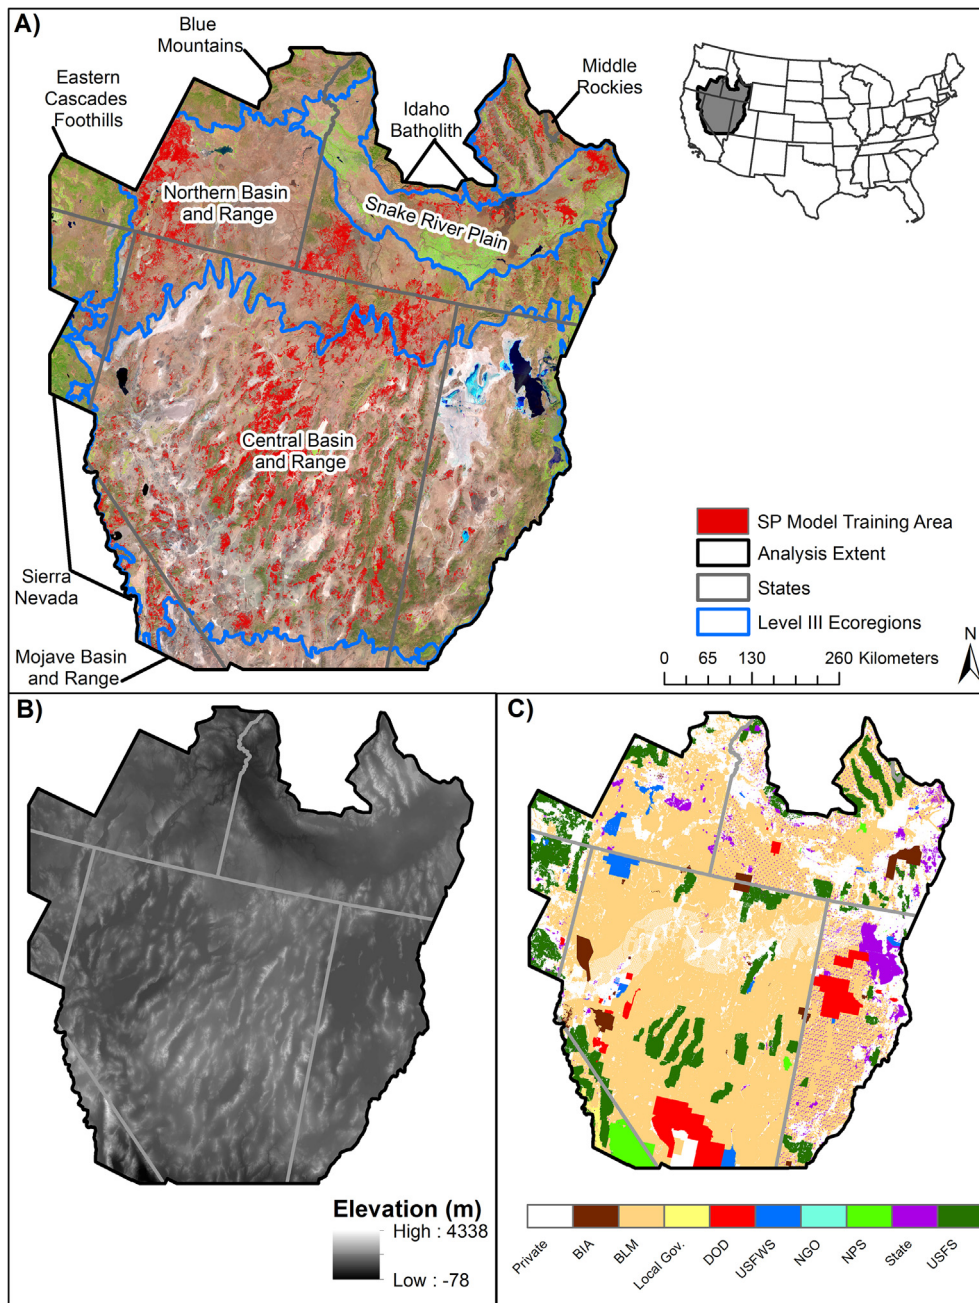 A)
Blue
Mountains
Eastern
Cascades
Foothills
Idaho
Batholith
Middle
Rockies
Northern Basin
and Range
Snake River Plain
Central Basin
and Range
Sierra
Nevada
Mojave Basin
and Range
SP Model Training Area
Analysis Extent
States
Level III Ecoregions
N
0 65 130 260 Kilometers
B)
Elevation (m)
High : 4338
Low : -78
C)
Private
BIA
BLM
Local Gov.
DOD
USFWS
NGO
NPS
State
USFS